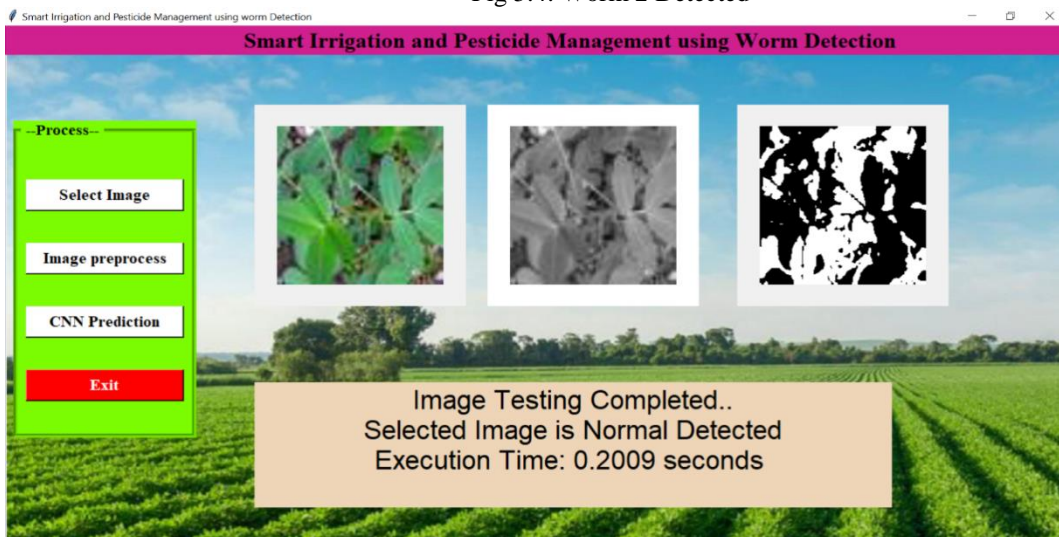 Smart Irrigation and Pesticide Management using worm Detection
Smart Irrigation and Pesticide Management using Worm Detection
--Process--
Select Image
Image preprocess
CNN Prediction
Exit
Image Testing Completed..
Selected Image is Normal Detected
Execution Time: 0.2009 seconds